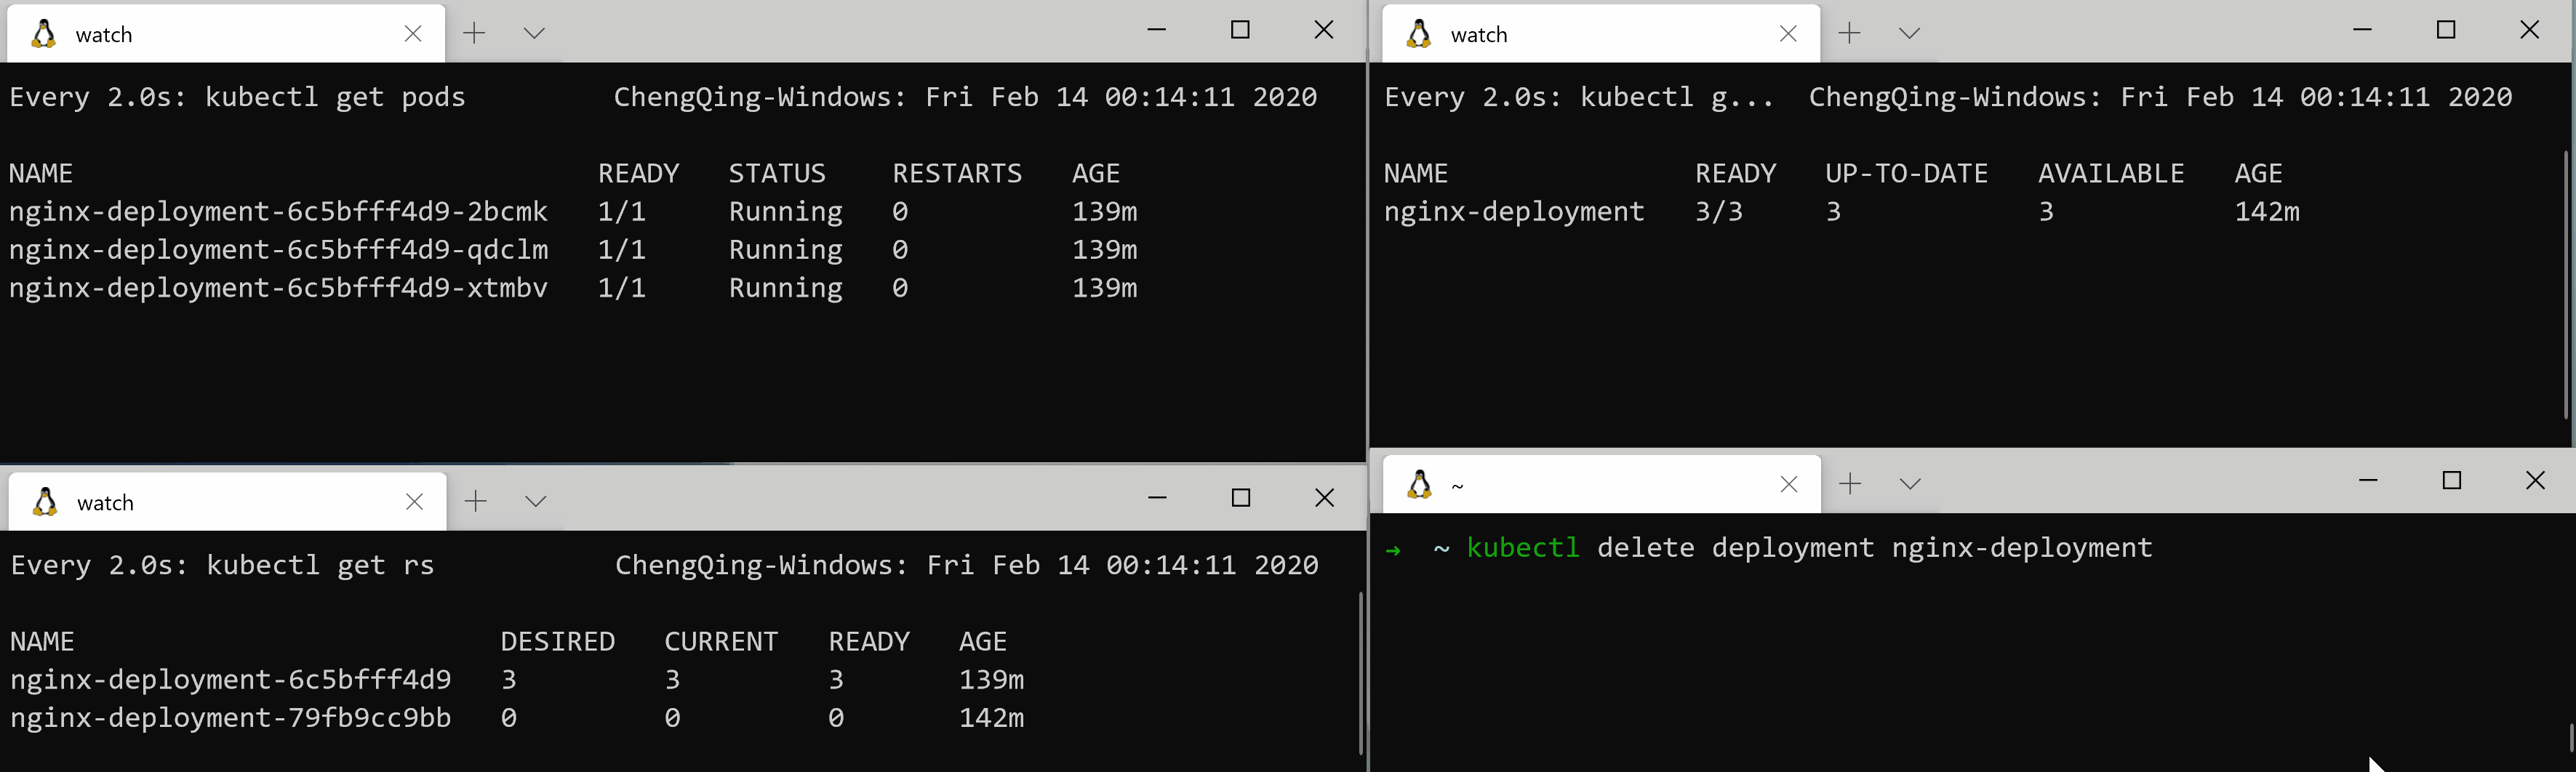 watch
Every 2.0s: kubectl get pods ChengQing-Windows: Fri Feb 14 00:14:11 2020
NAME READY STATUS RESTARTS AGE
nginx-deployment-6c5bfff4d9-2bcmk 1/1 Running 0 139m
nginx-deployment-6c5bfff4d9-qdclm 1/1 Running 0 139m
nginx-deployment-6c5bfff4d9-xtmbv 1/1 Running 0 139m
watch
Every 2.0s: kubectl g... ChengQing-Windows: Fri Feb 14 00:14:11 2020
NAME READY UP-TO-DATE AVAILABLE AGE
nginx-deployment 3/3 3 3 142m
watch
Every 2.0s: kubectl get rs ChengQing-Windows: Fri Feb 14 00:14:11 2020
NAME DESIRED CURRENT READY AGE
nginx-deployment-6c5bfff4d9 3 3 3 139m
nginx-deployment-79fb9cc9bb 0 0 0 142m
~
→ ~ kubectl delete deployment nginx-deployment